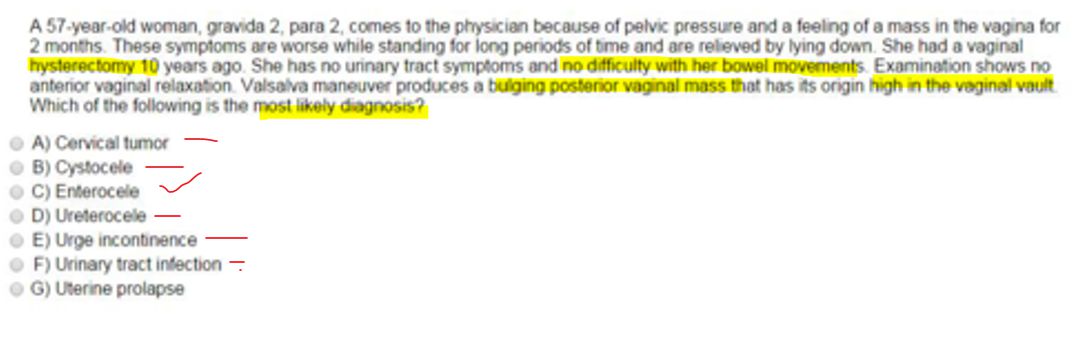 A 57-year-old woman, gravida 2, para 2, comes to the physician because of pelvic pressure and a feeling of a mass in the vagina for
2 months. These symptoms are worse while standing for long periods of time and are relieved by lying down. She had a vaginal
hysterectomy 10 years ago. She has no urinary tract symptoms and no difficulty with her bowel movements. Examination shows no
anterior vaginal relaxation. Valsalva maneuver produces a bulging posterior vaginal mass that has its origin high in the vaginal vault.
Which of the following is the most likely diagnosis?
A) Cervical tumor
B) Cystocele
C) Enterocele
D) Ureterocele
E) Urge incontinence
F) Urinary tract infection
G) Uterine prolapse